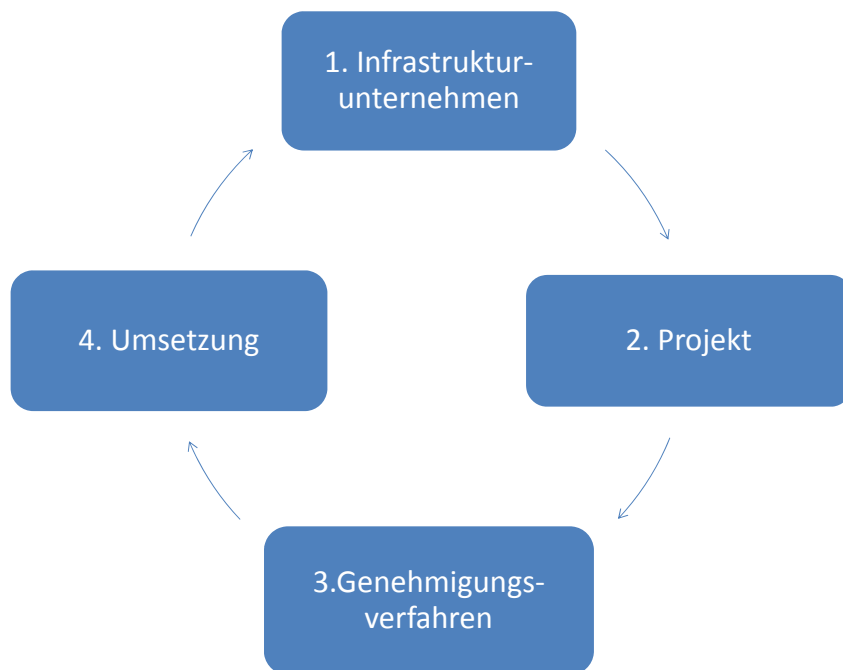 1. Infrastruktur-
unternehmen
2. Projekt
3.Genehmigungs-
verfahren
4. Umsetzung